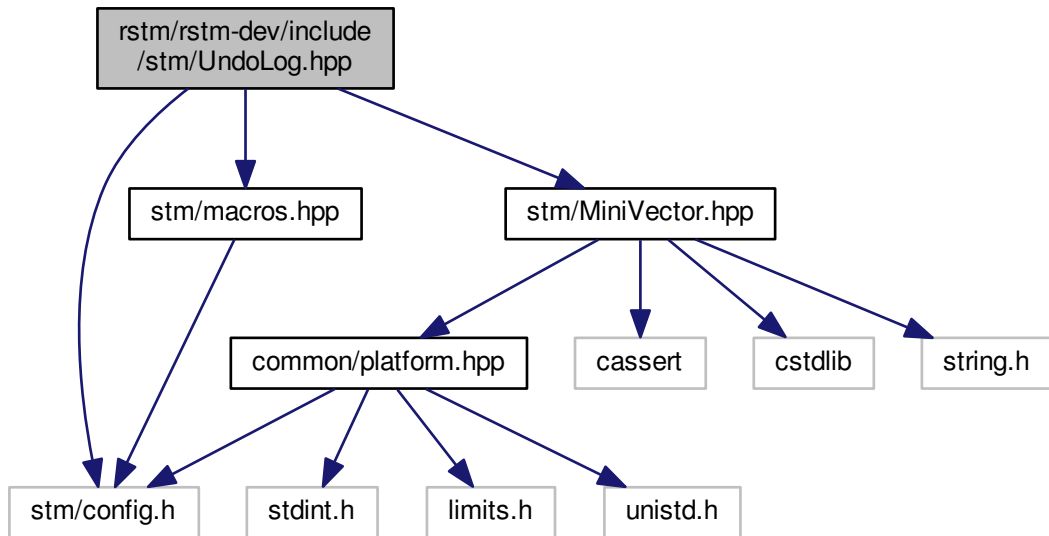 rstm/rstm-dev/include
/stm/UndoLog.hpp
stm/macros.hpp
stm/MiniVector.hpp
common/platform.hpp
cassert
cstdlib
string.h
stm/config.h
stdint.h
limits.h
unistd.h